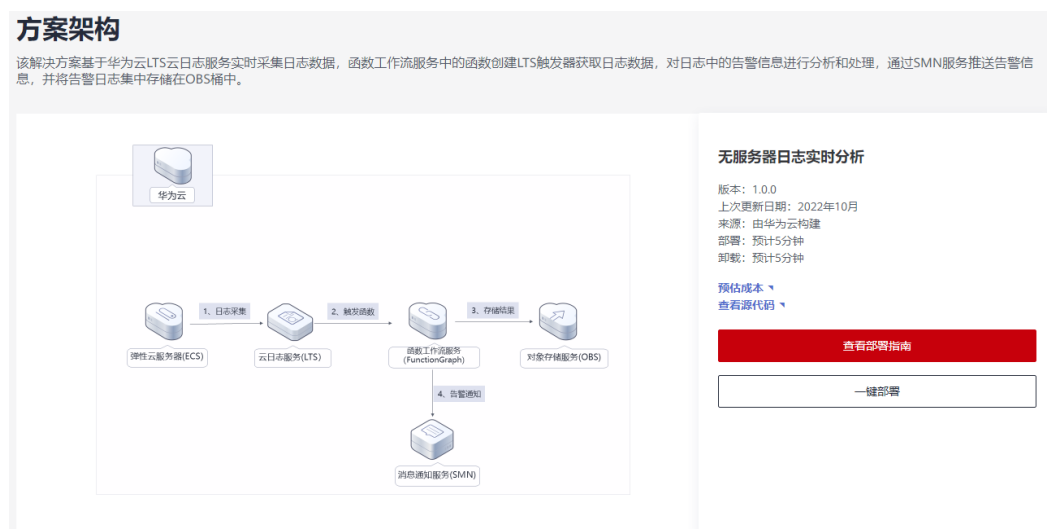 方案架构
该解决方案基于华为云LTS云日志服务实时采集日志数据，函数工作流服务中的函数创建LTS触发器获取日志数据，对日志中的告警信息进行分析和处理，通过SMN服务推送告警信
息，并将告警日志集中存储在OBS桶中。
华为云
1、日志采集
2、触发函数
3、存储结果
弹性云服务器(ECS)
云日志服务(LTS)
函数工作流服务
(FunctionGraph)
对象存储服务(OBS)
4、告警通知
消息通知服务(SMN)
无服务器日志实时分析
版本：1.0.0
上次更新日期：2022年10月
来源：由华为云构建
部署：预计5分钟
卸载：预计5分钟
预估成本
查看源代码
查看部署指南
一键部署